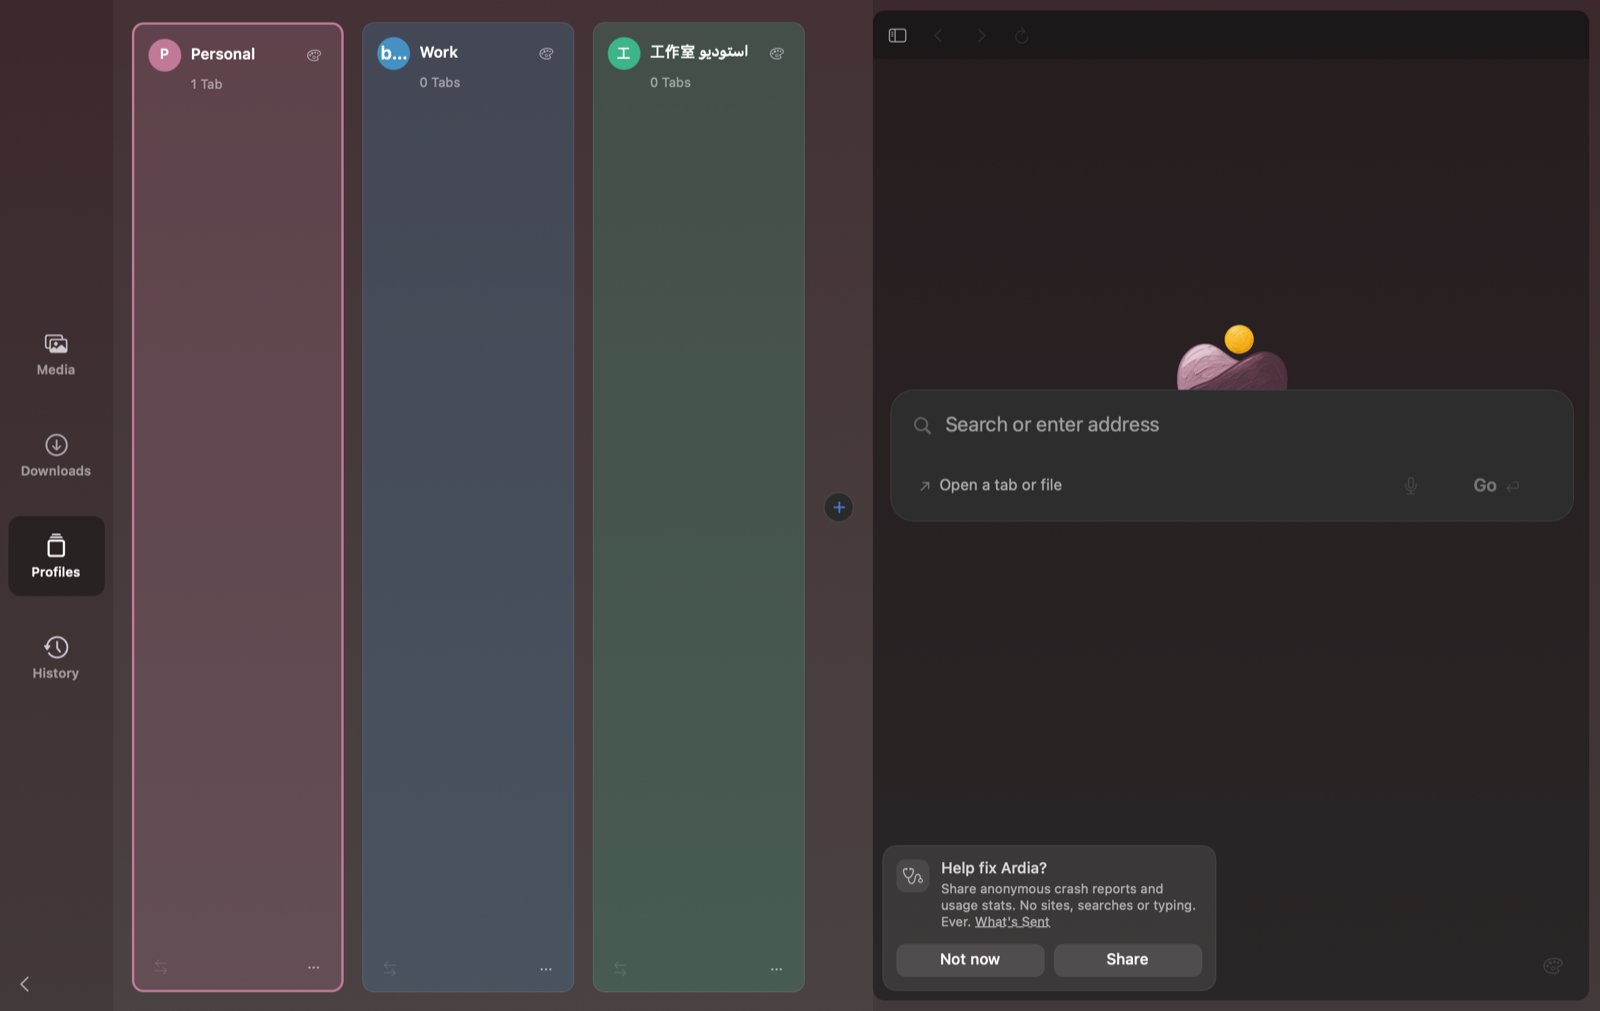 Media
Downloads
Profiles
History
P
Personal
1 Tab
b...
Work
0 Tabs
工
工作室 استوديو
0 Tabs
Search or enter address
Open a tab or file
Go
Help fix Ardia?
Share anonymous crash reports and
usage stats. No sites, searches or typing.
Ever. What's Sent
Not now
Share